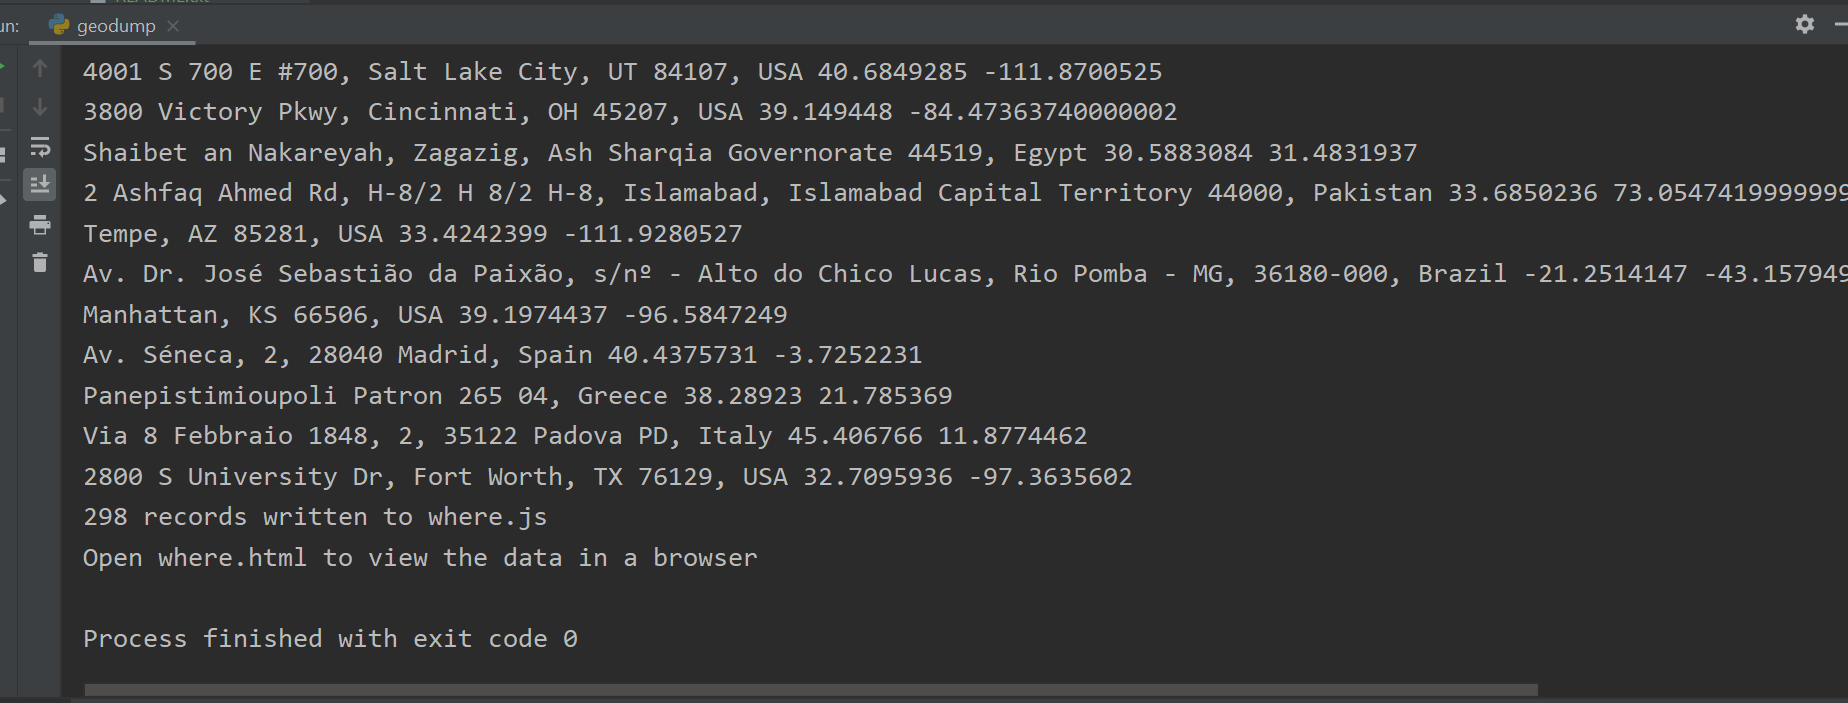 un:
geodump
4001 S 700 E #700, Salt Lake City, UT 84107, USA 40.6849285 -111.8700525
3800 Victory Pkwy, Cincinnati, OH 45207, USA 39.149448 -84.47363740000002
Shaibet an Nakareyah, Zagazig, Ash Sharqia Governorate 44519, Egypt 30.5883084 31.4831937
2 Ashfaq Ahmed Rd, H-8/2 H 8/2 H-8, Islamabad, Islamabad Capital Territory 44000, Pakistan 33.6850236 73.0547419999999
Tempe, AZ 85281, USA 33.4242399 -111.9280527
Av. Dr. José Sebastião da Paixão, s/nº - Alto do Chico Lucas, Rio Pomba - MG, 36180-000, Brazil -21.2514147 -43.157949
Manhattan, KS 66506, USA 39.1974437 -96.5847249
Av. Séneca, 2, 28040 Madrid, Spain 40.4375731 -3.7252231
Panepistimioupoli Patron 265 04, Greece 38.28923 21.785369
Via 8 Febbraio 1848, 2, 35122 Padova PD, Italy 45.406766 11.8774462
2800 S University Dr, Fort Worth, TX 76129, USA 32.7095936 -97.3635602
298 records written to where.js
Open where.html to view the data in a browser
Process finished with exit code 0